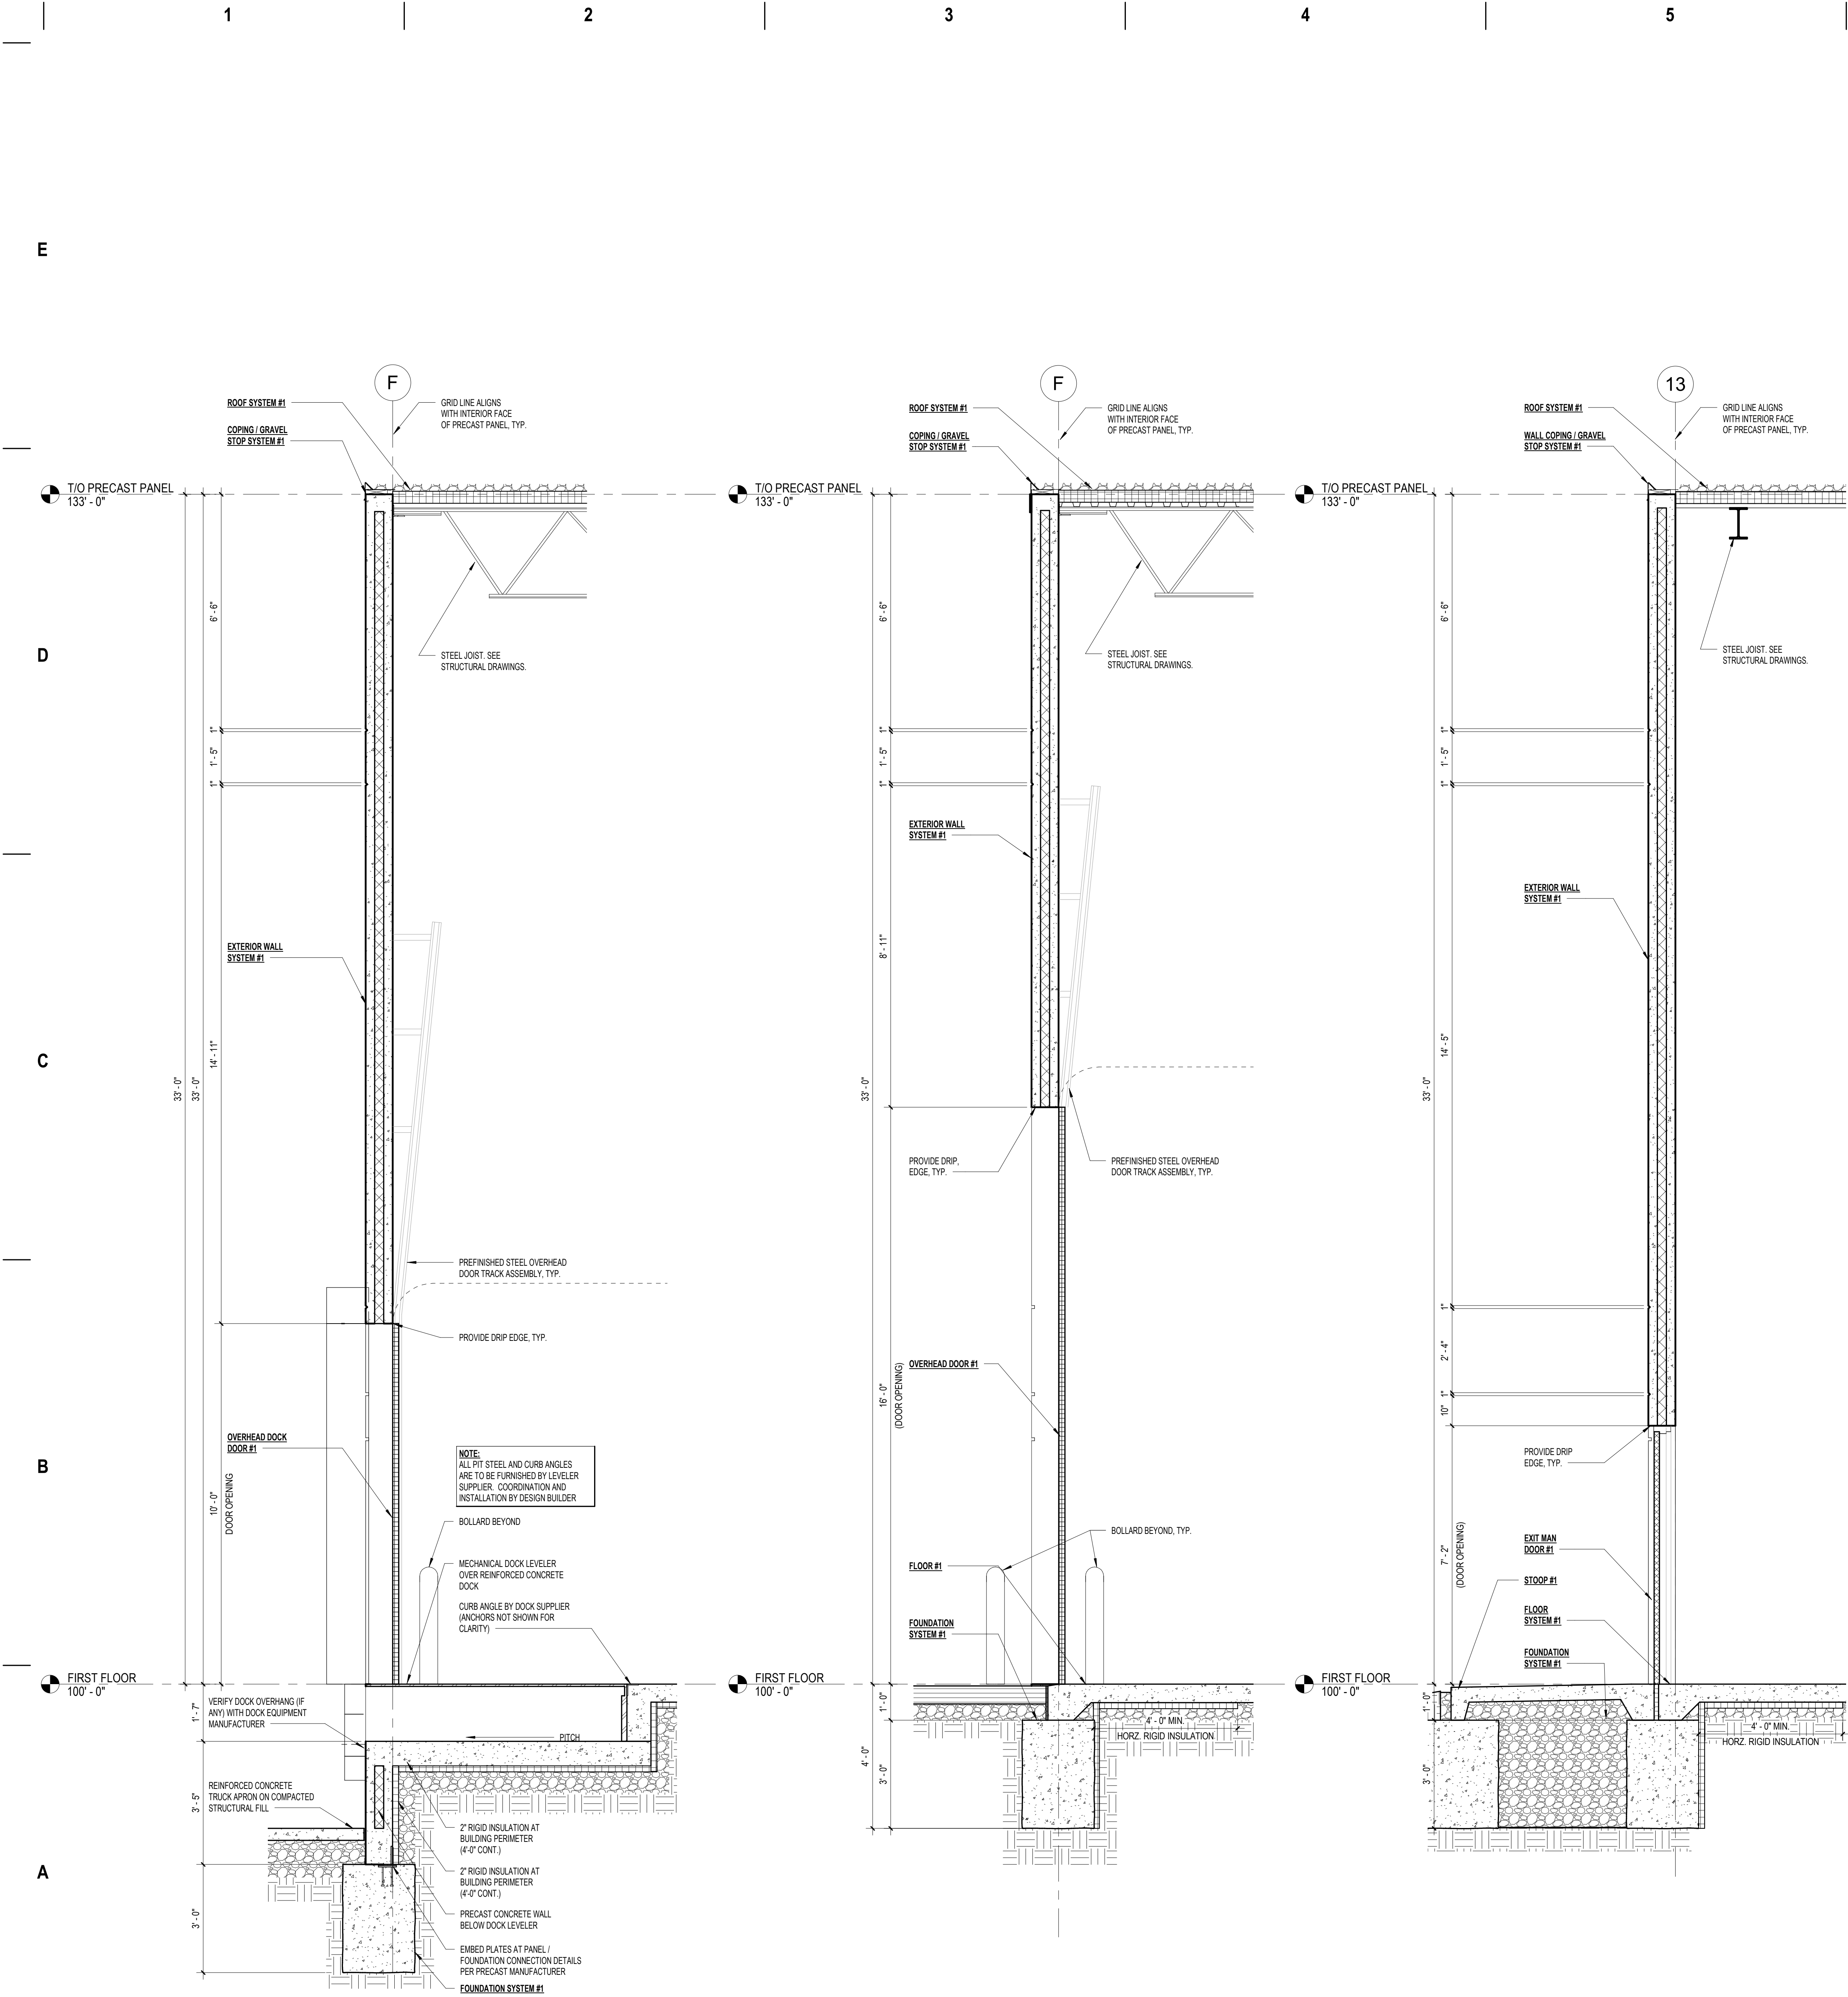 1
2
3
4
5
E
D
C
B
A
F
ROOF SYSTEM #1
COPING / GRAVEL
STOP SYSTEM #1
GRID LINE ALIGNS
WITH INTERIOR FACE
OF PRECAST PANEL, TYP.
T/O PRECAST PANEL
133' - 0"
6' - 6"
STEEL JOIST. SEE
STRUCTURAL DRAWINGS.
1"
1' - 5"
1"
EXTERIOR WALL
SYSTEM #1
14' - 11"
33' - 0"
33' - 0"
PREFINISHED STEEL OVERHEAD
DOOR TRACK ASSEMBLY, TYP.
PROVIDE DRIP EDGE, TYP.
OVERHEAD DOCK
DOOR #1
10' - 0"
DOOR OPENING
NOTE:
ALL PIT STEEL AND CURB ANGLES
ARE TO BE FURNISHED BY LEVELER
SUPPLIER. COORDINATION AND
INSTALLATION BY DESIGN BUILDER
BOLLARD BEYOND
MECHANICAL DOCK LEVELER
OVER REINFORCED CONCRETE
DOCK
CURB ANGLE BY DOCK SUPPLIER
(ANCHORS NOT SHOWN FOR
CLARITY)
FIRST FLOOR
100' - 0"
1' - 7"
VERIFY DOCK OVERHANG (IF
ANY) WITH DOCK EQUIPMENT
MANUFACTURER
PITCH
3' - 5"
REINFORCED CONCRETE
TRUCK APRON ON COMPACTED
STRUCTURAL FILL
2" RIGID INSULATION AT
BUILDING PERIMETER
(4'-0" CONT.)
2" RIGID INSULATION AT
BUILDING PERIMETER
(4'-0" CONT.)
3' - 0"
PRECAST CONCRETE WALL
BELOW DOCK LEVELER
EMBED PLATES AT PANEL /
FOUNDATION CONNECTION DETAILS
PER PRECAST MANUFACTURER
FOUNDATION SYSTEM #1
F
ROOF SYSTEM #1
COPING / GRAVEL
STOP SYSTEM #1
GRID LINE ALIGNS
WITH INTERIOR FACE
OF PRECAST PANEL, TYP.
T/O PRECAST PANEL
133' - 0"
6' - 6"
STEEL JOIST. SEE
STRUCTURAL DRAWINGS.
1"
1' - 5"
1"
EXTERIOR WALL
SYSTEM #1
8' - 11"
33' - 0"
PROVIDE DRIP,
EDGE, TYP.
PREFINISHED STEEL OVERHEAD
DOOR TRACK ASSEMBLY, TYP.
OVERHEAD DOOR #1
16' - 0"
(DOOR OPENING)
BOLLARD BEYOND, TYP.
FLOOR #1
FOUNDATION
SYSTEM #1
FIRST FLOOR
100' - 0"
1' - 0"
4' - 0" MIN.
HORZ. RIGID INSULATION
4' - 0"
3' - 0"
13
ROOF SYSTEM #1
WALL COPING / GRAVEL
STOP SYSTEM #1
GRID LINE ALIGNS
WITH INTERIOR FACE
OF PRECAST PANEL, TYP.
T/O PRECAST PANEL
133' - 0"
6' - 6"
STEEL JOIST. SEE
STRUCTURAL DRAWINGS.
1"
1' - 5"
1"
EXTERIOR WALL
SYSTEM #1
14' - 5"
33' - 0"
1"
2' - 4"
1"
10"
PROVIDE DRIP
EDGE, TYP.
7' - 2"
(DOOR OPENING)
EXIT MAN
DOOR #1
STOOP #1
FLOOR
SYSTEM #1
FOUNDATION
SYSTEM #1
FIRST FLOOR
100' - 0"
1' - 0"
4' - 0" MIN.
HORZ. RIGID INSULATION
3' - 0"